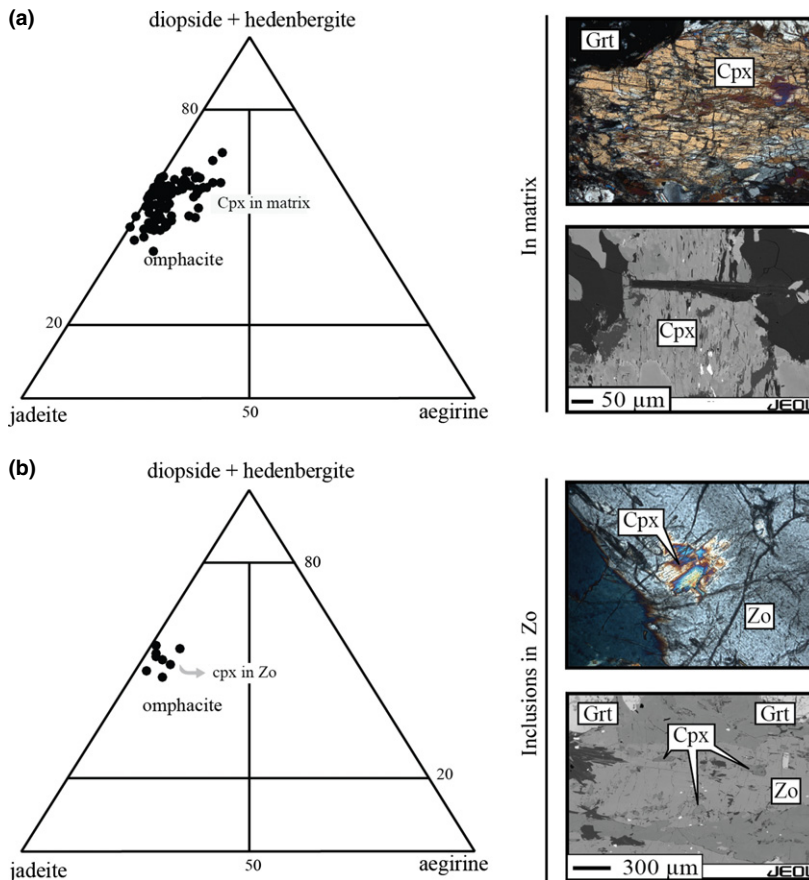 (a)
diopside + hedenbergite
80
Cpx in matrix
omphacite
20
jadeite
50
aegirine
In matrix
Grt
Cpx
Cpx
50 µm
JEOL
(b)
diopside + hedenbergite
80
cpx in Zo
omphacite
20
jadeite
50
aegirine
Inclusions in Zo
Cpx
Zo
Grt
Grt
Cpx
Zo
300 µm
JEOL